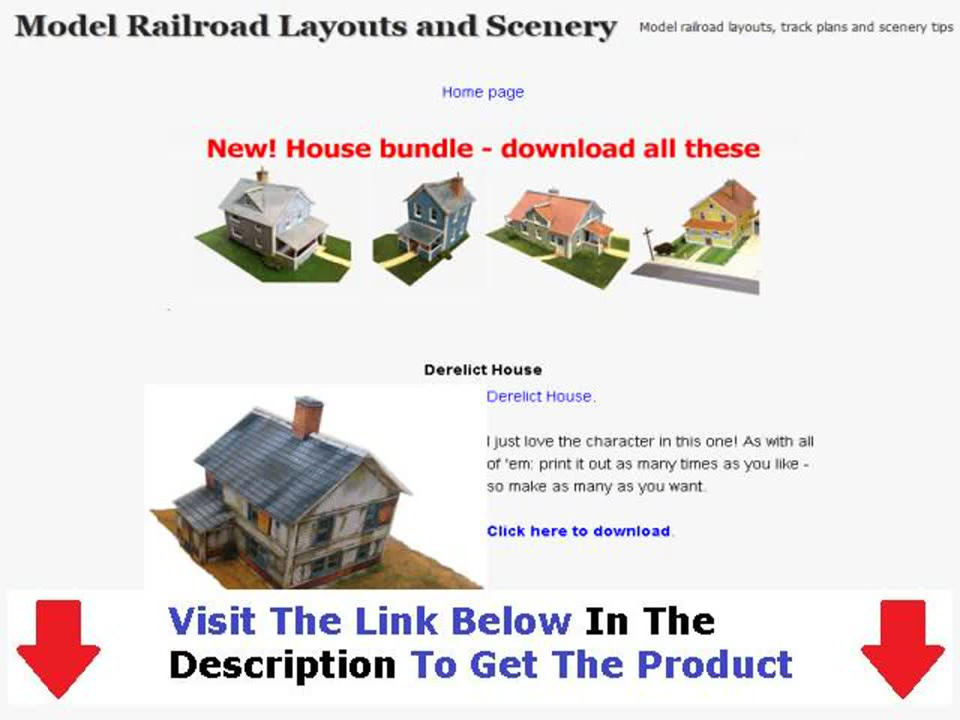 Model Railroad Layouts and Scenery
Model railroad layouts, track plans and scenery tips
Home page
New! House bundle - download all these
Derelict House
Derelict House.
I just love the character in this one! As with all
of 'em: print it out as many times as you like -
so make as many as you want.
Click here to download.
Visit The Link Below In The
Description To Get The Product